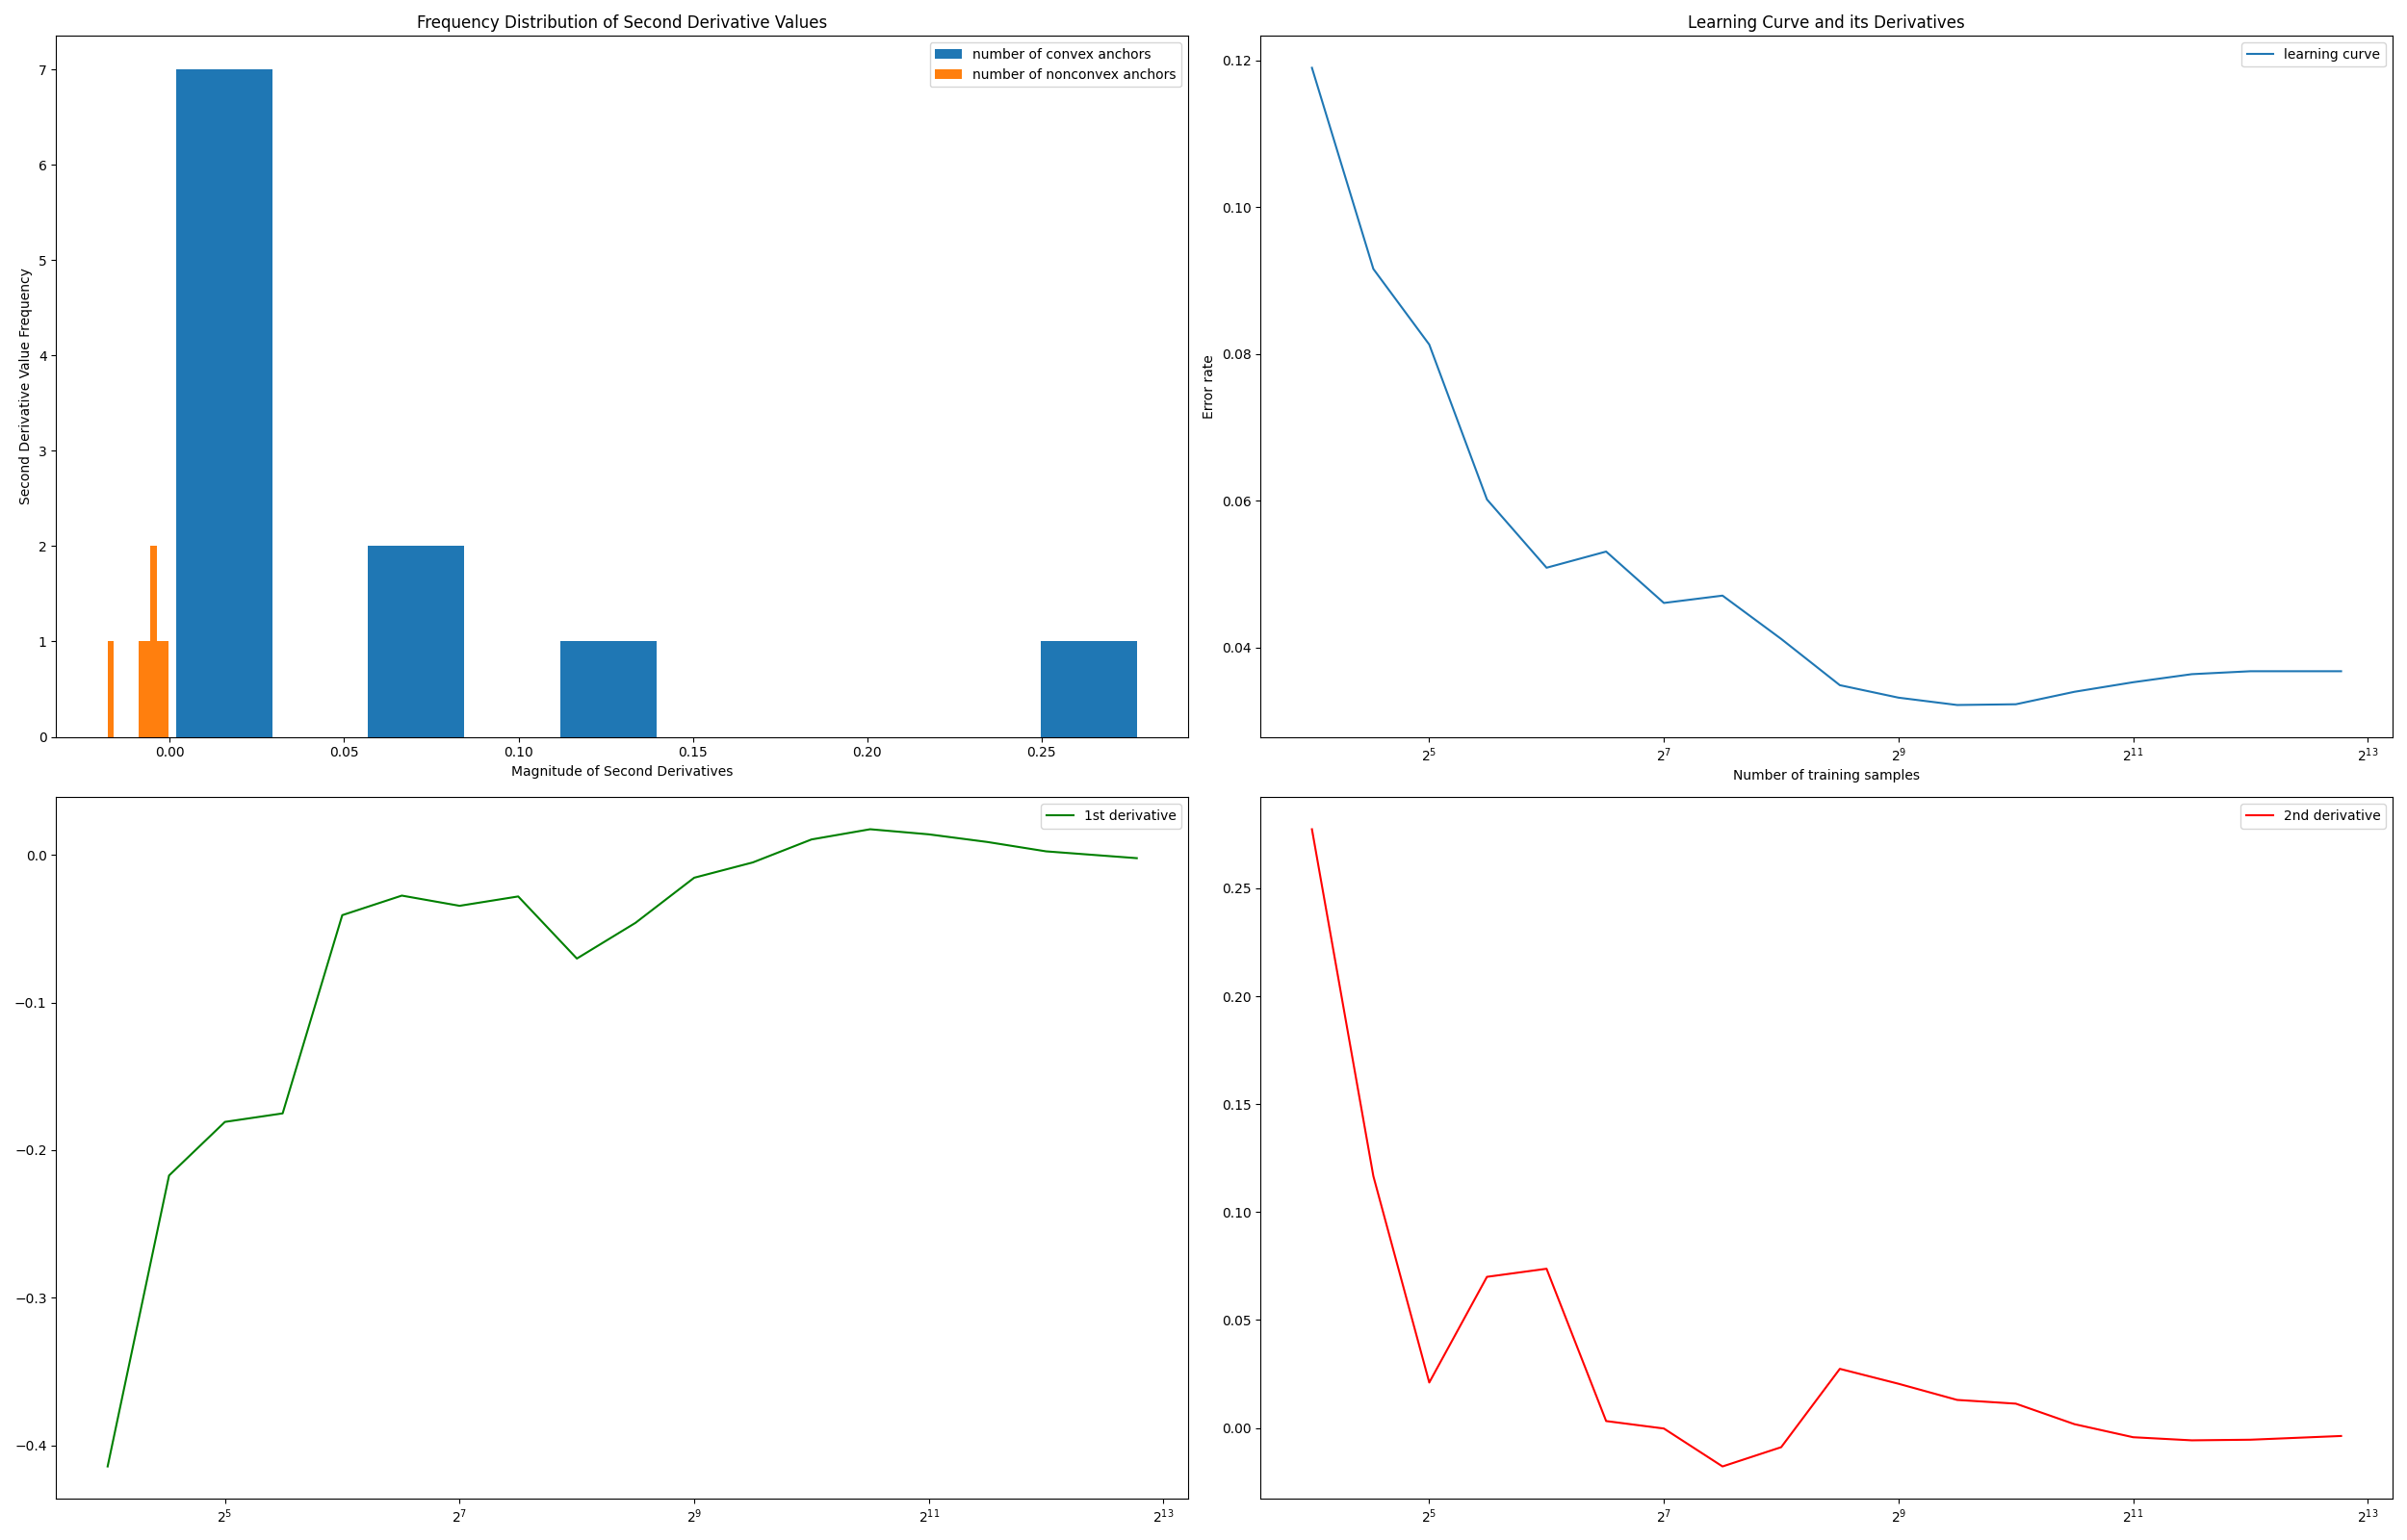 Frequency Distribution of Second Derivative Values
number of convex anchors
number of nonconvex anchors
7
6
5
4
3
2
1
0
Second Derivative Value Frequency
0.00 0.05 0.10 0.15 0.20 0.25
Magnitude of Second Derivatives
Learning Curve and its Derivatives
learning curve
0.12
0.10
0.08
0.06
0.04
Error rate
2^5 2^7 2^9 2^11 2^13
Number of training samples
1st derivative
0.0
−0.1
−0.2
−0.3
−0.4
2^5 2^7 2^9 2^11 2^13
2nd derivative
0.25
0.20
0.15
0.10
0.05
0.00
2^5 2^7 2^9 2^11 2^13